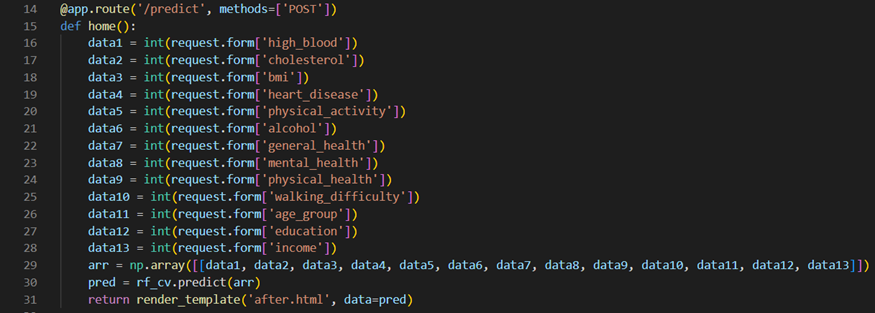 14 @app.route('/predict', methods=['POST'])
15 def home():
16     data1 = int(request.form['high_blood'])
17     data2 = int(request.form['cholesterol'])
18     data3 = int(request.form['bmi'])
19     data4 = int(request.form['heart_disease'])
20     data5 = int(request.form['physical_activity'])
21     data6 = int(request.form['alcohol'])
22     data7 = int(request.form['general_health'])
23     data8 = int(request.form['mental_health'])
24     data9 = int(request.form['physical_health'])
25     data10 = int(request.form['walking_difficulty'])
26     data11 = int(request.form['age_group'])
27     data12 = int(request.form['education'])
28     data13 = int(request.form['income'])
29     arr = np.array([[data1, data2, data3, data4, data5, data6, data7, data8, data9, data10, data11, data12, data13]])
30     pred = rf_cv.predict(arr)
31     return render_template('after.html', data=pred)